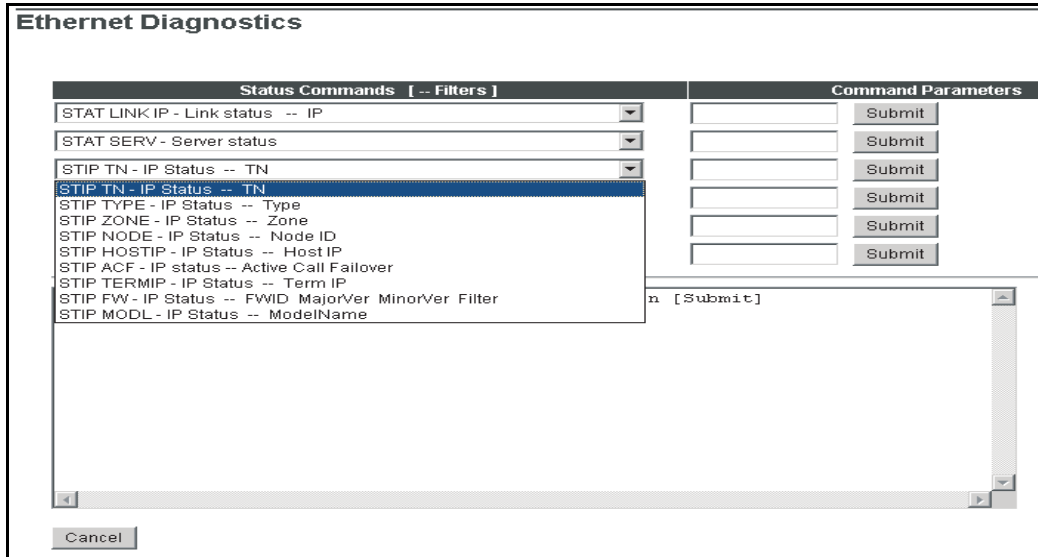 Ethernet Diagnostics
Status Commands [ -- Filters ] Command Parameters
STAT LINK IP - Link status -- IP Submit
STAT SERV - Server status Submit
STIP TN - IP Status -- TN Submit
STIP TN - IP Status -- TN
STIP TYPE - IP Status -- Type Submit
STIP ZONE - IP Status -- Zone
STIP NODE - IP Status -- Node ID Submit
STIP HOSTIP - IP Status -- Host IP Submit
STIP ACF - IP status -- Active Call Failover
STIP TERMIP - IP Status -- Term IP
STIP FW - IP Status -- FWID MajorVer MinorVer Filter n [Submit]
STIP MODL - IP Status -- ModelName
Cancel